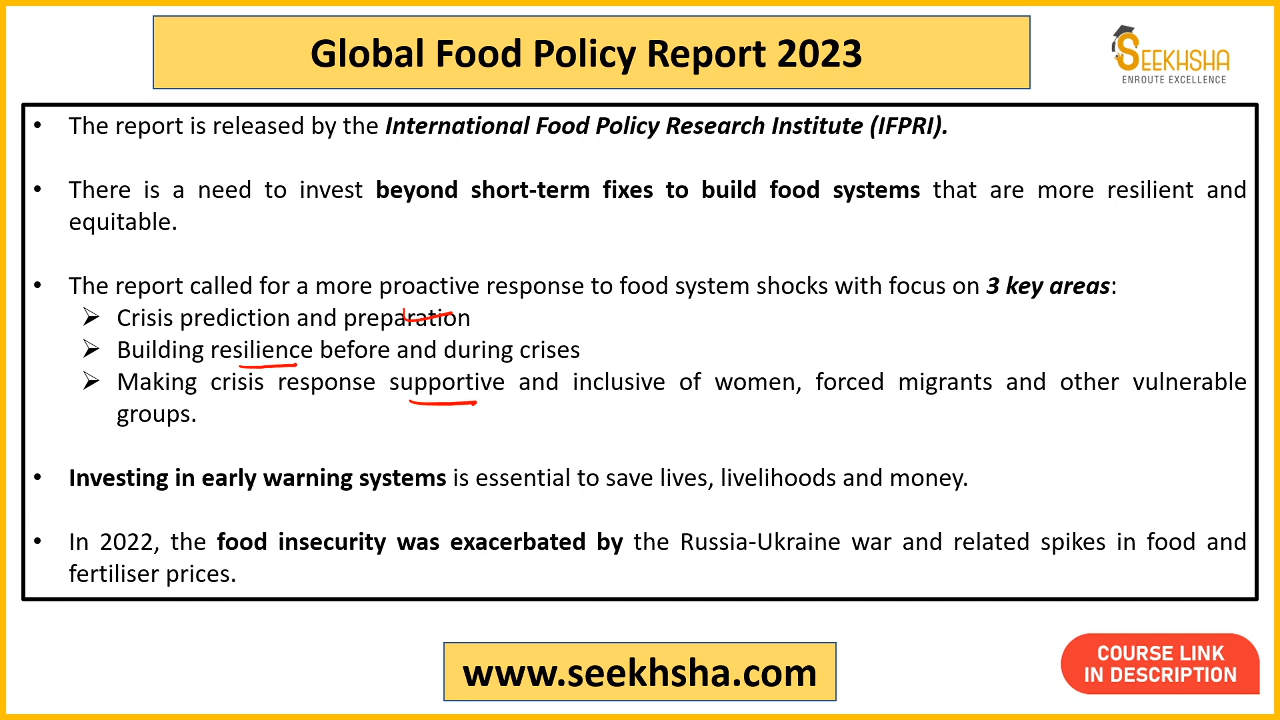 Global Food Policy Report 2023
SEEKHSHA
ENROUTE EXCELLENCE
• The report is released by the International Food Policy Research Institute (IFPRI).
• There is a need to invest beyond short-term fixes to build food systems that are more resilient and
equitable.
• The report called for a more proactive response to food system shocks with focus on 3 key areas:
➢ Crisis prediction and preparation
➢ Building resilience before and during crises
➢ Making crisis response supportive and inclusive of women, forced migrants and other vulnerable
groups.
• Investing in early warning systems is essential to save lives, livelihoods and money.
• In 2022, the food insecurity was exacerbated by the Russia-Ukraine war and related spikes in food and
fertiliser prices.
www.seekhsha.com
COURSE LINK
IN DESCRIPTION